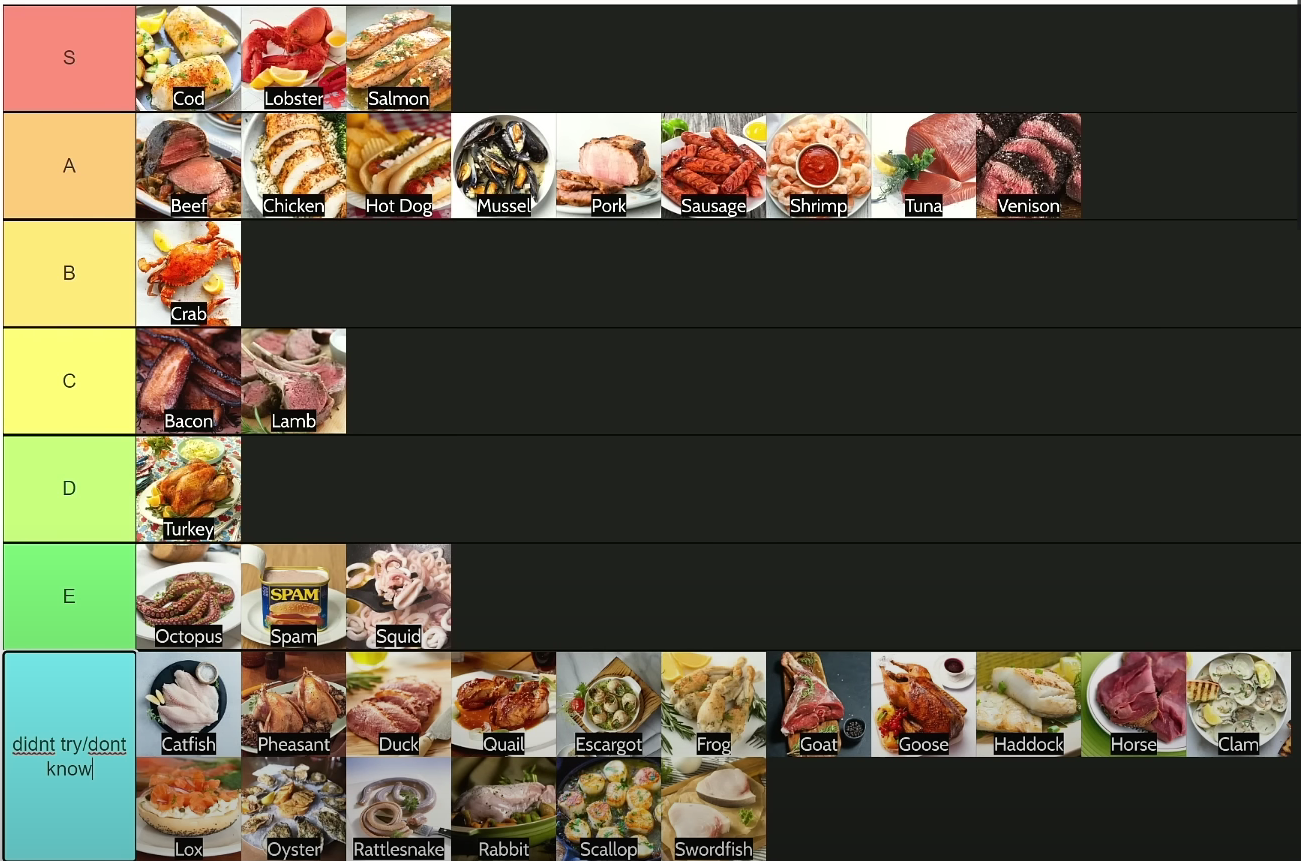 S
Cod
Lobster
Salmon
A
Beef
Chicken
Hot Dog
Mussel
Pork
Sausage
Shrimp
Tuna
Venison
B
Crab
C
Bacon
Lamb
D
Turkey
E
Octopus
SPAM
Spam
Squid
didnt try/dont
know
Catfish
Pheasant
Duck
Quail
Escargot
Frog
Goat
Goose
Haddock
Horse
Clam
Lox
Oyster
Rattlesnake
Rabbit
Scallop
Swordfish